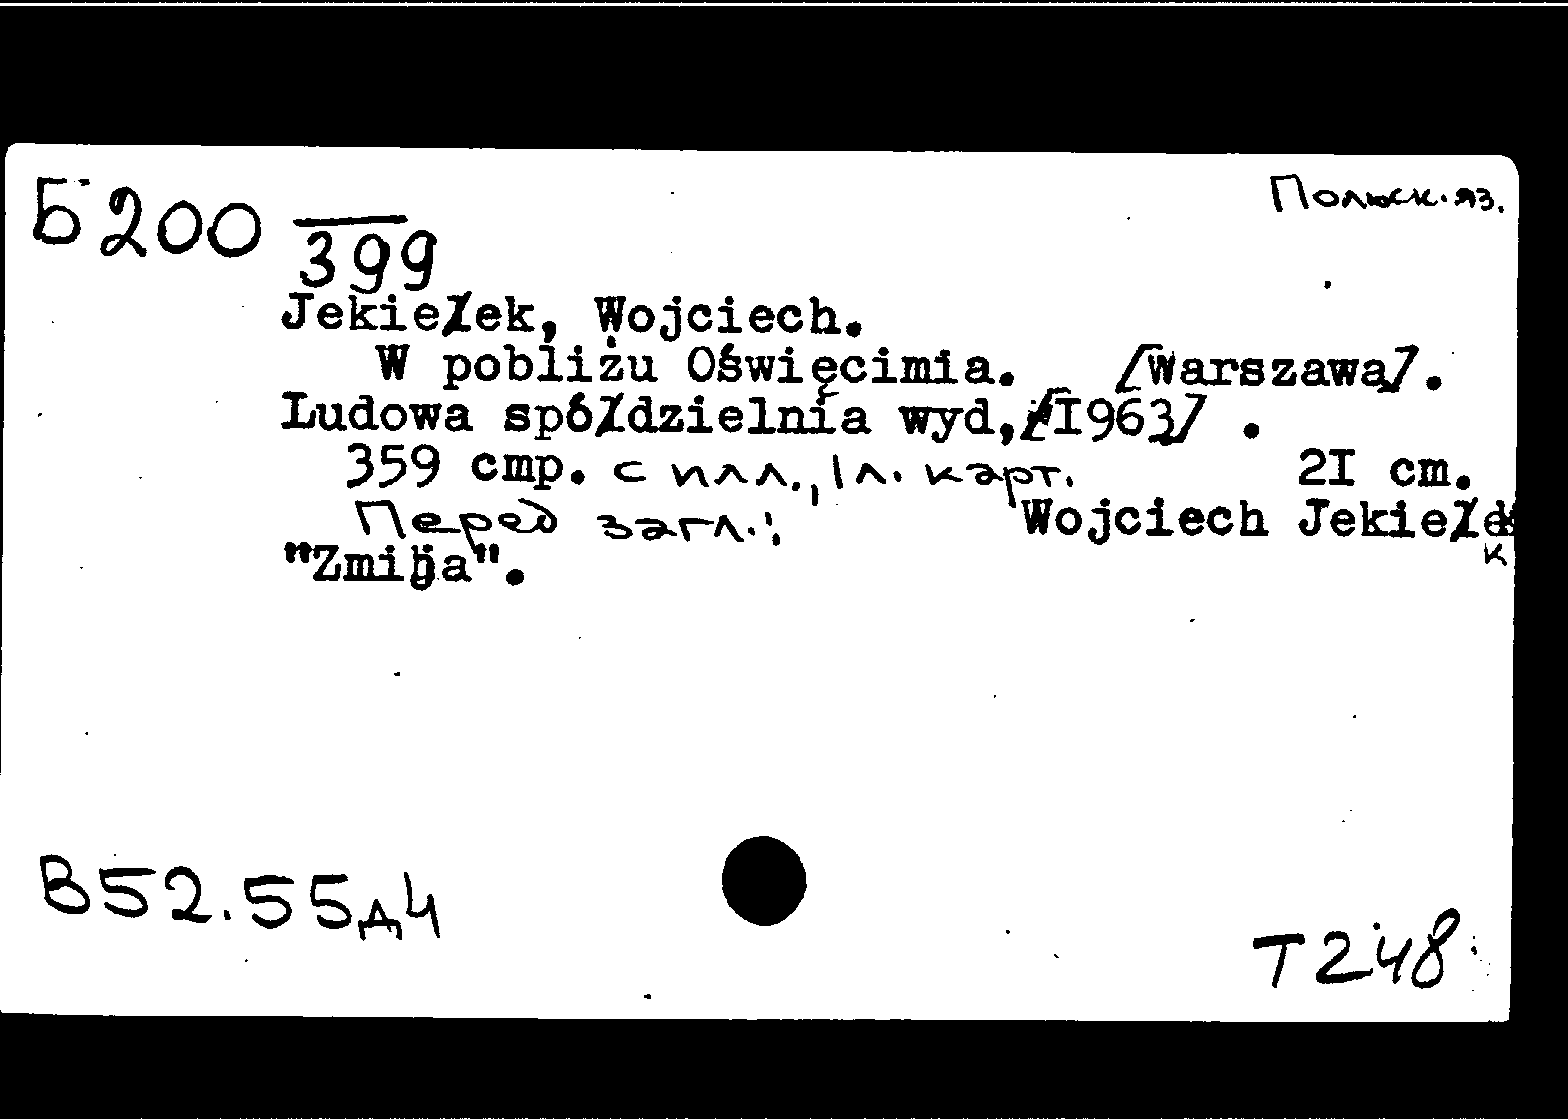 Б200
399
Польск. яз.
Jekiełek, Wojciech.
W pobliżu Oświęcimia. [Warszawa].
Ludowa spółdzielnia wyd, [1963] .
359 стр. с илл., 1 л. карт. 21 cm.
Перед загл.: Wojciech Jekiełek
"Zmija".
В52.55д4
Т248